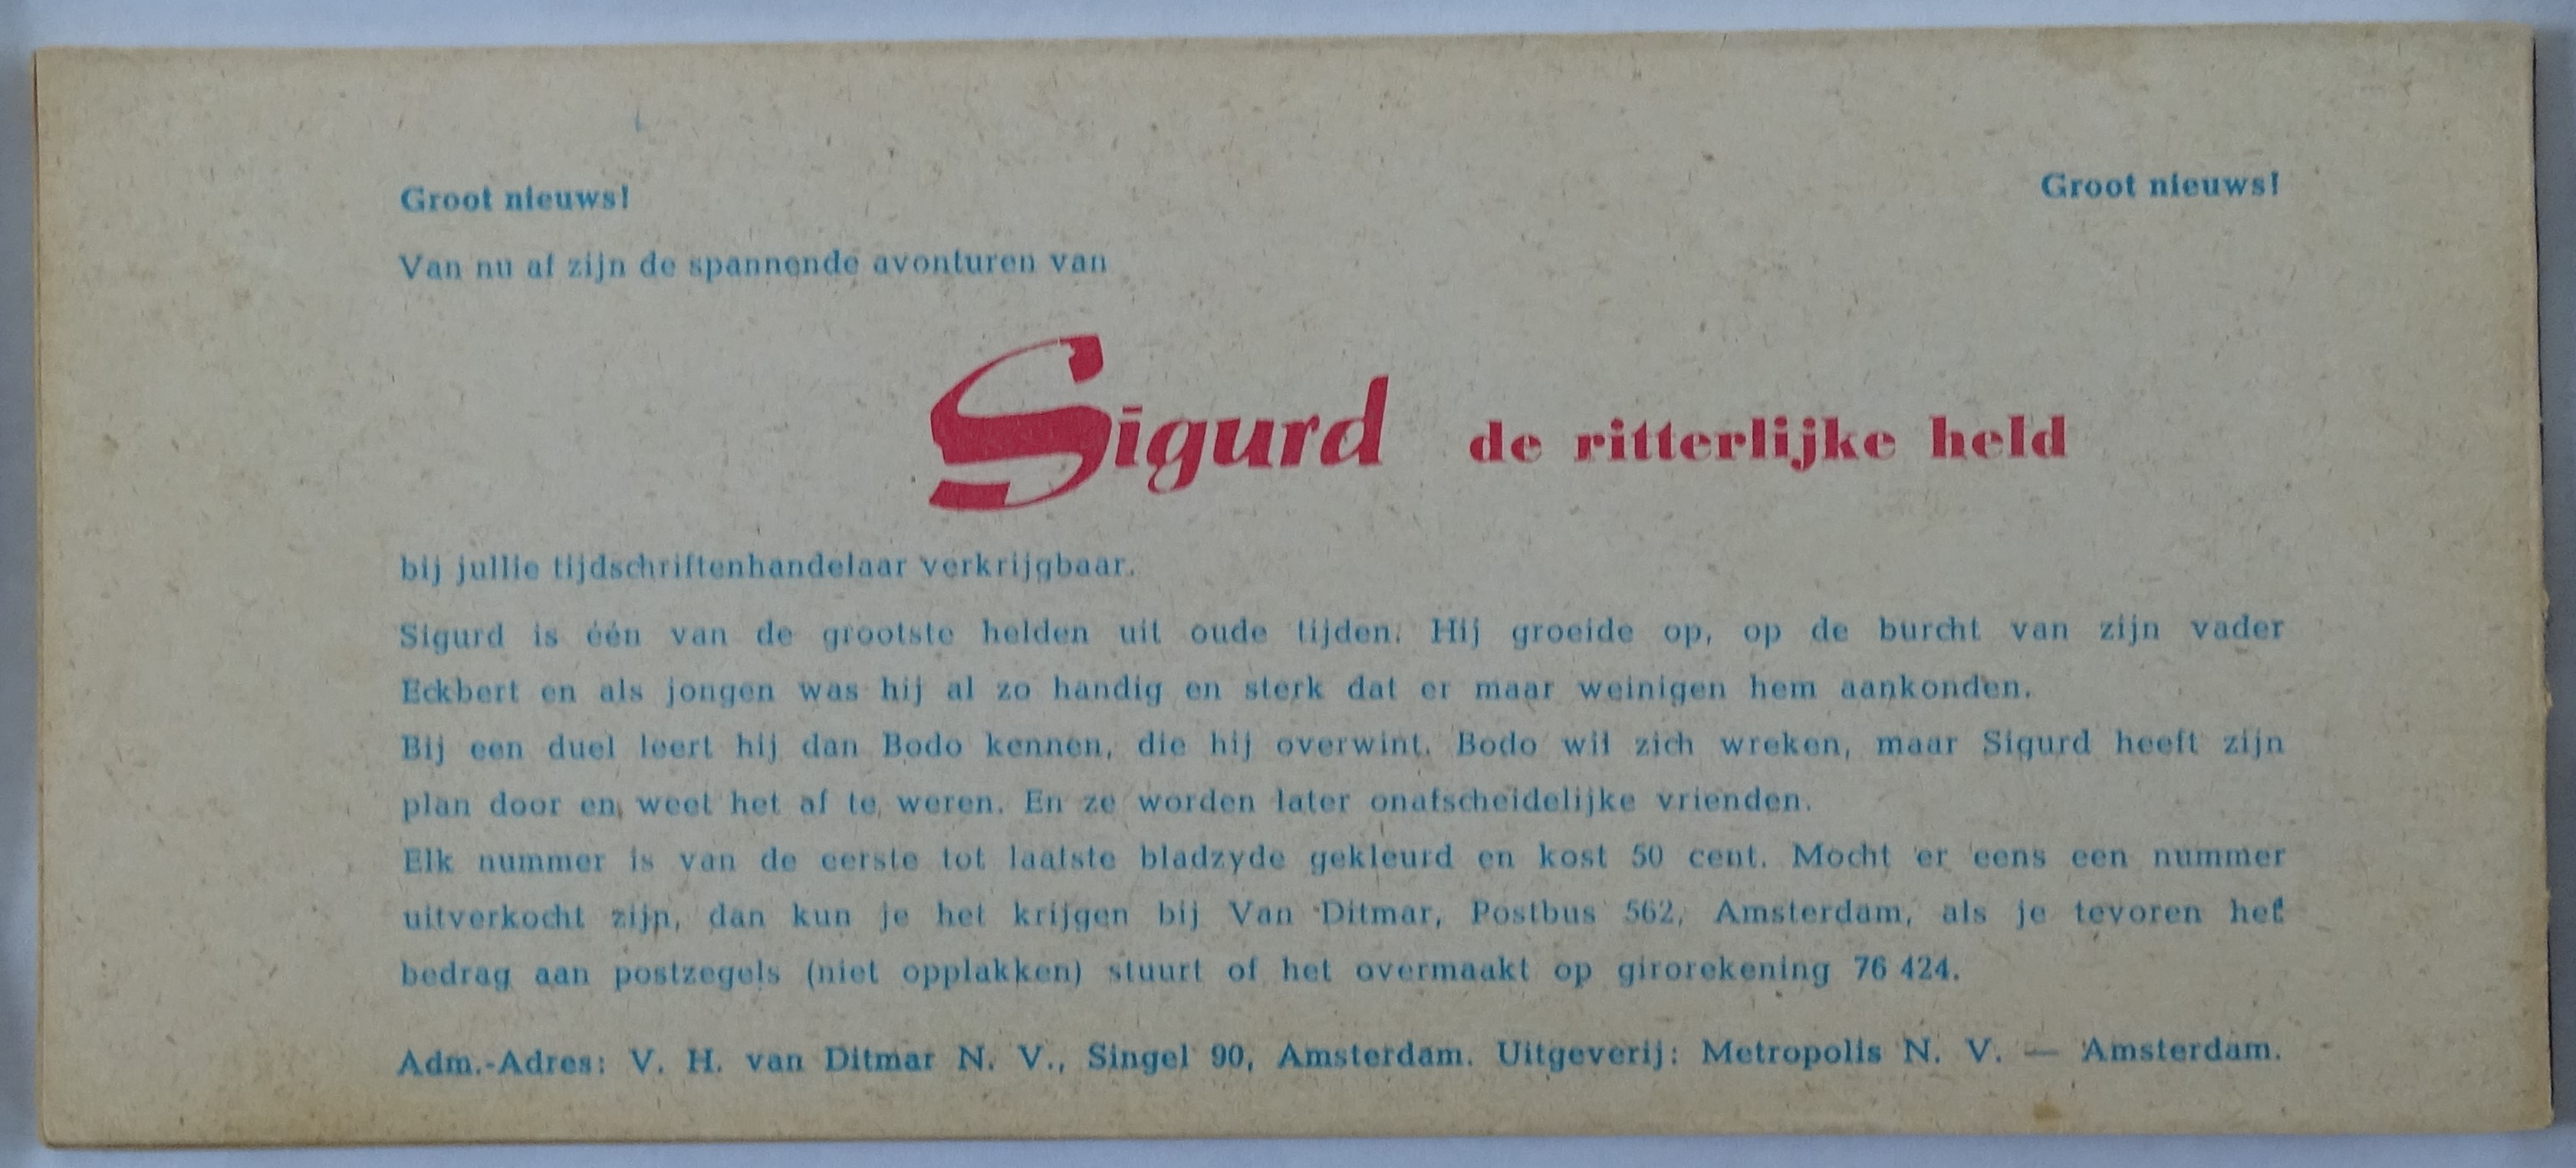 Groot nieuws! Groot nieuws!
Van nu af zijn de spannende avonturen van
Sigurd de ritterlijke held
bij jullie tijdschriftenhandelaar verkrijgbaar.
Sigurd is één van de grootste helden uit oude tijden. Hij groeide op, op de burcht van zijn vader
Eckbert en als jongen was hij al zo handig en sterk dat er maar weinigen hem aankonden.
Bij een duel leert hij dan Bodo kennen, die hij overwint. Bodo wil zich wreken, maar Sigurd heeft zijn
plan door en weet het af te weren. En ze worden later onafscheidelijke vrienden.
Elk nummer is van de eerste tot laatste bladzyde gekleurd en kost 50 cent. Mocht er eens een nummer
uitverkocht zijn, dan kun je het krijgen bij Van Ditmar, Postbus 562, Amsterdam, als je tevoren het
bedrag aan postzegels (niet opplakken) stuurt of het overmaakt op girorekening 76 424.
Adm.-Adres: V. H. van Ditmar N. V., Singel 90, Amsterdam. Uitgeverij: Metropolis N. V. — Amsterdam.